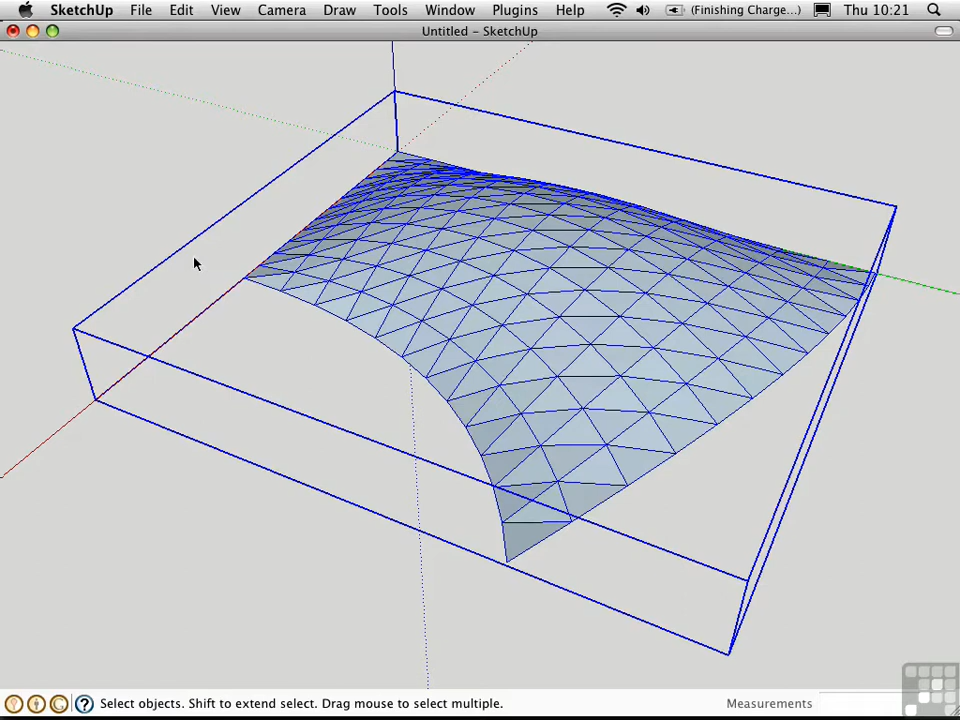 SketchUp File Edit View Camera Draw Tools Window Plugins Help (Finishing Charge...) Thu 10:21
Untitled - SketchUp
Select objects. Shift to extend select. Drag mouse to select multiple. Measurements